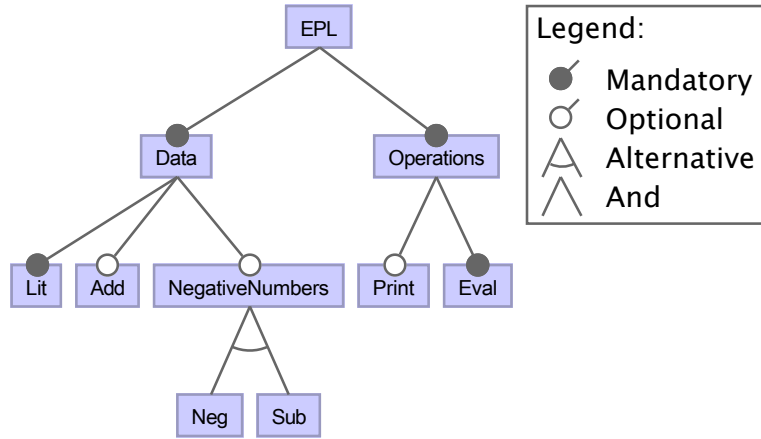 EPL
Legend:
Mandatory
Optional
Alternative
And
Data
Operations
Lit
Add
NegativeNumbers
Print
Eval
Neg
Sub